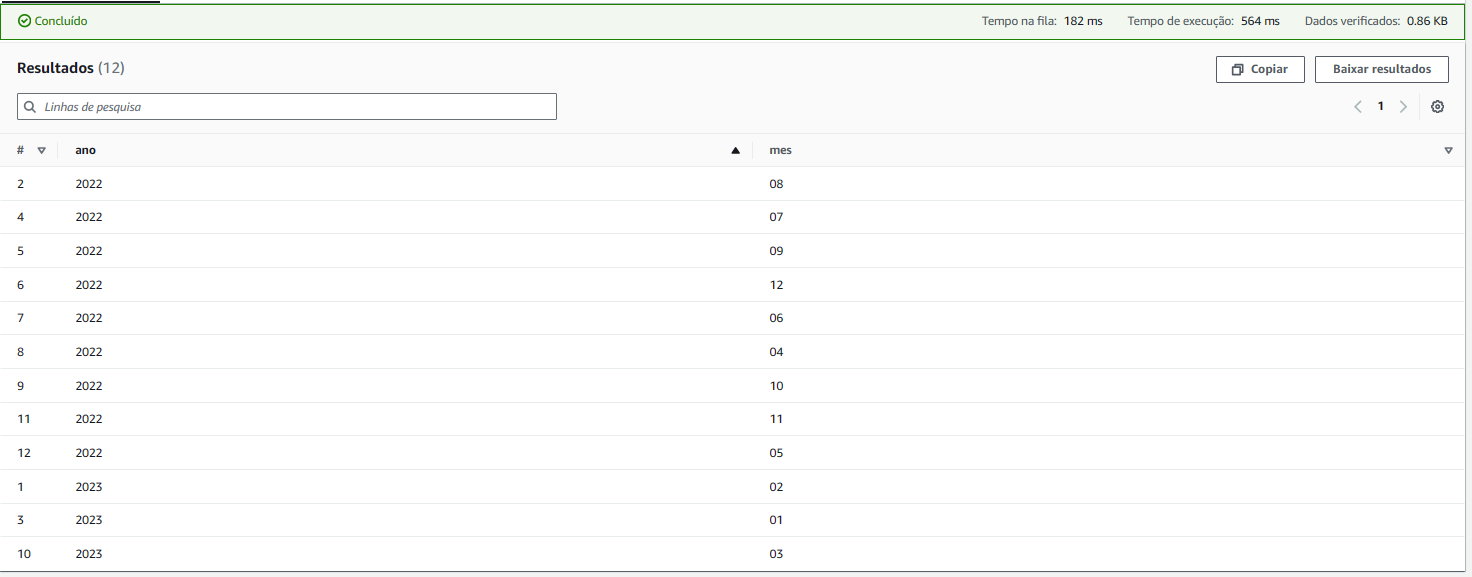 Concluído Tempo na fila: 182 ms Tempo de execução: 564 ms Dados verificados: 0.86 KB
Resultados (12) Copiar Baixar resultados
Linhas de pesquisa 1
# ano mes
2 2022 08
4 2022 07
5 2022 09
6 2022 12
7 2022 06
8 2022 04
9 2022 10
11 2022 11
12 2022 05
1 2023 02
3 2023 01
10 2023 03